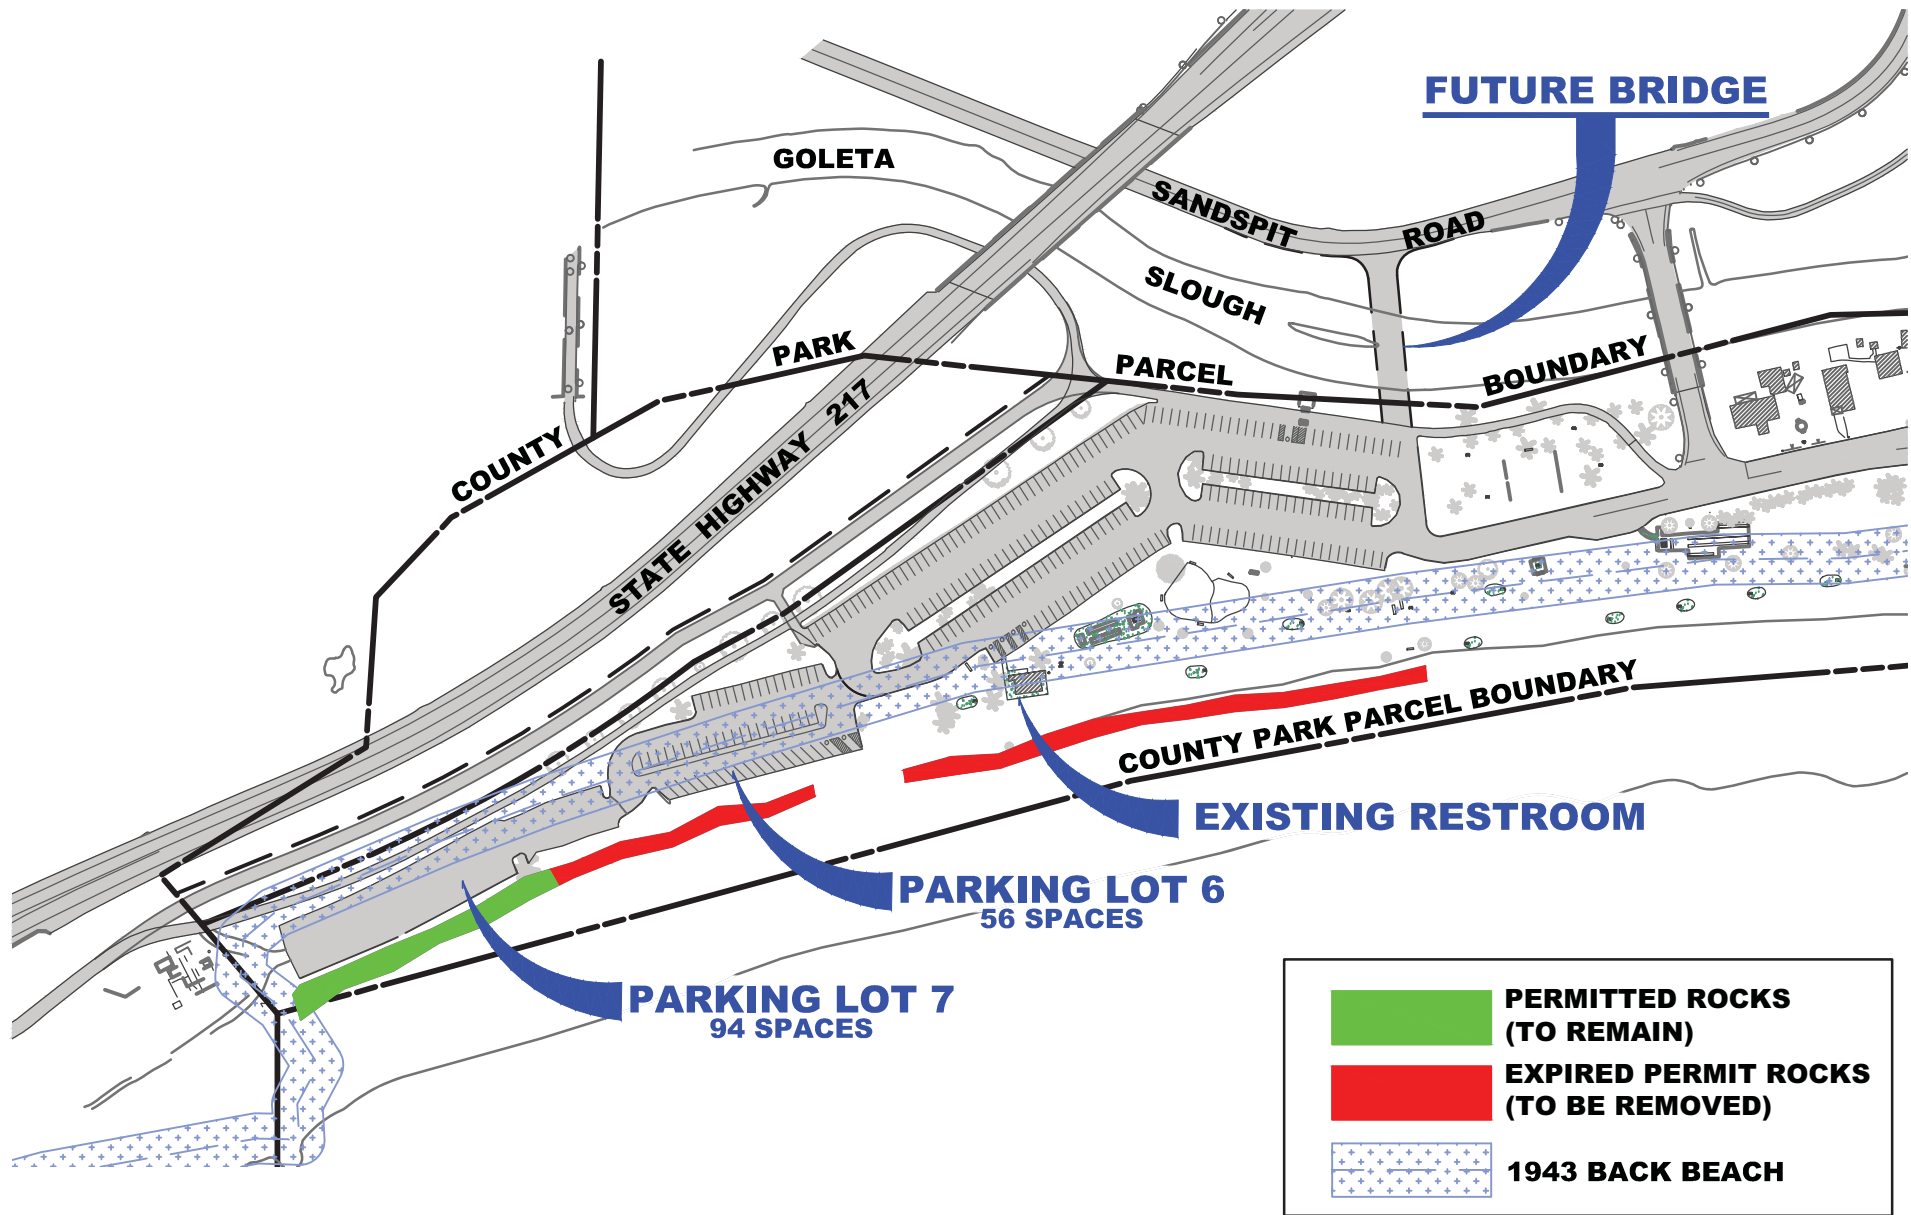 FUTURE BRIDGE
GOLETA
SANDSPIT
ROAD
SLOUGH
PARK
PARCEL
BOUNDARY
COUNTY
STATE HIGHWAY 217
COUNTY PARK PARCEL BOUNDARY
EXISTING RESTROOM
PARKING LOT 6
56 SPACES
PARKING LOT 7
94 SPACES
PERMITTED ROCKS
(TO REMAIN)
EXPIRED PERMIT ROCKS
(TO BE REMOVED)
1943 BACK BEACH